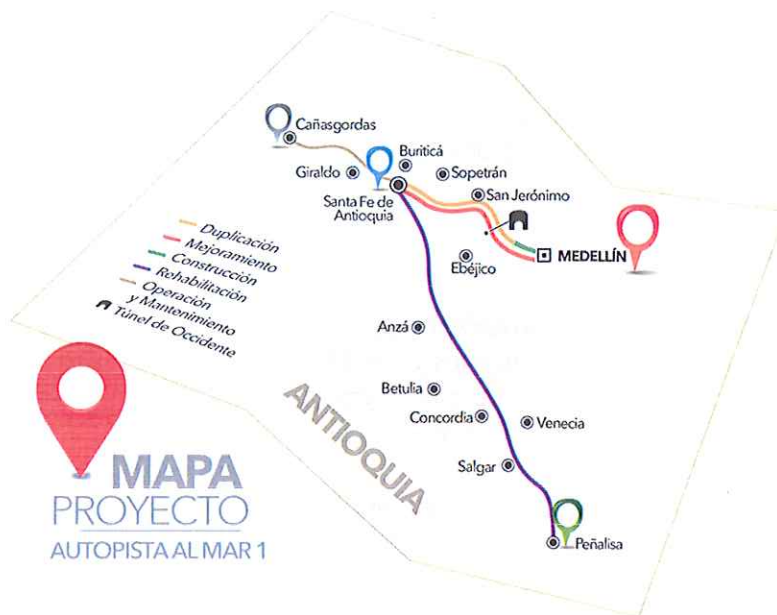 Cañasgordas
Buriticá
Giraldo
Sopetrán
San Jerónimo
Santa Fe de
Antioquia
MEDELLÍN
Ebéjico
Duplicación
Mejoramiento
Construcción
Rehabilitación
Operación
y Mantenimiento
Túnel de Occidente
Anzá
Betulia
Concordia
Venecia
Salgar
ANTIOQUIA
Peñalisa
MAPA
PROYECTO
AUTOPISTA AL MAR 1